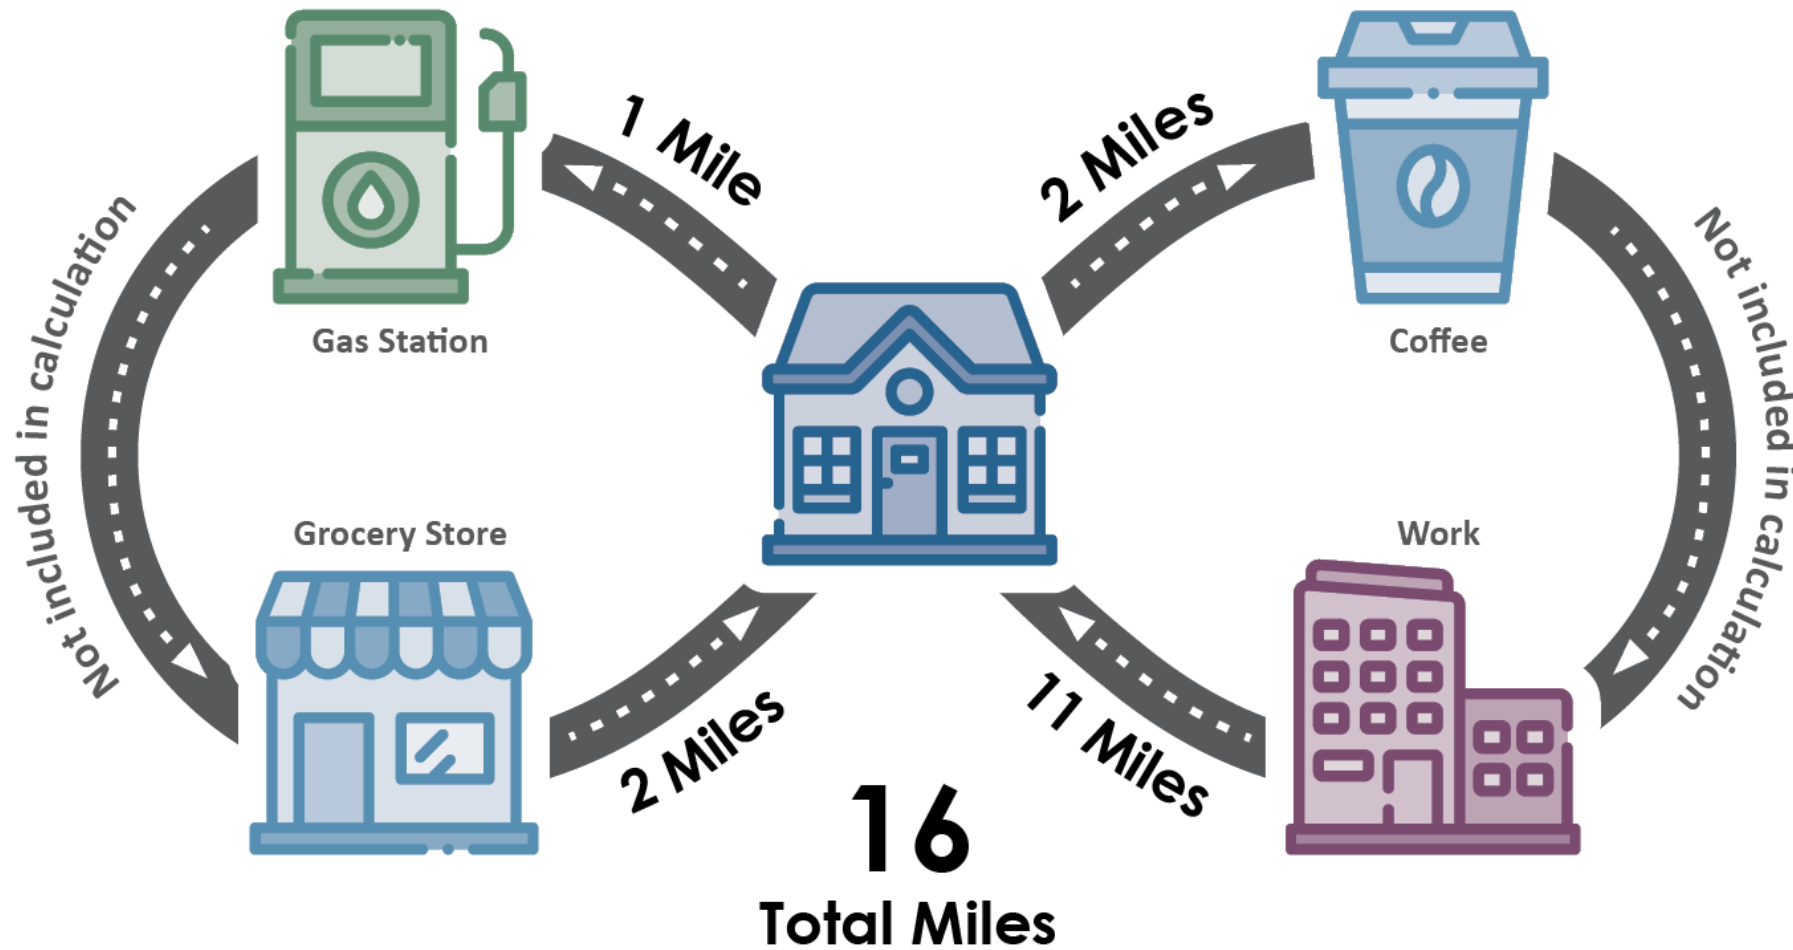 1 Mile
2 Miles
Not included in calculation
Gas Station
Coffee
Not included in calculation
Grocery Store
Work
2 Miles
11 Miles
16
Total Miles